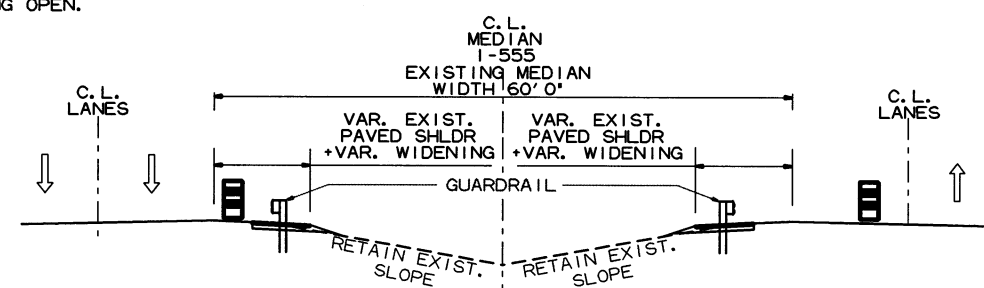 G OPEN.
C. L.
MEDIAN
I-555
EXISTING MEDIAN
WIDTH 60' 0"
C. L.
LANES
C. L.
LANES
VAR. EXIST.
PAVED SHLDR
+VAR. WIDENING
VAR. EXIST.
PAVED SHLDR
+VAR. WIDENING
GUARDRAIL
RETAIN EXIST.
SLOPE
RETAIN EXIST.
SLOPE